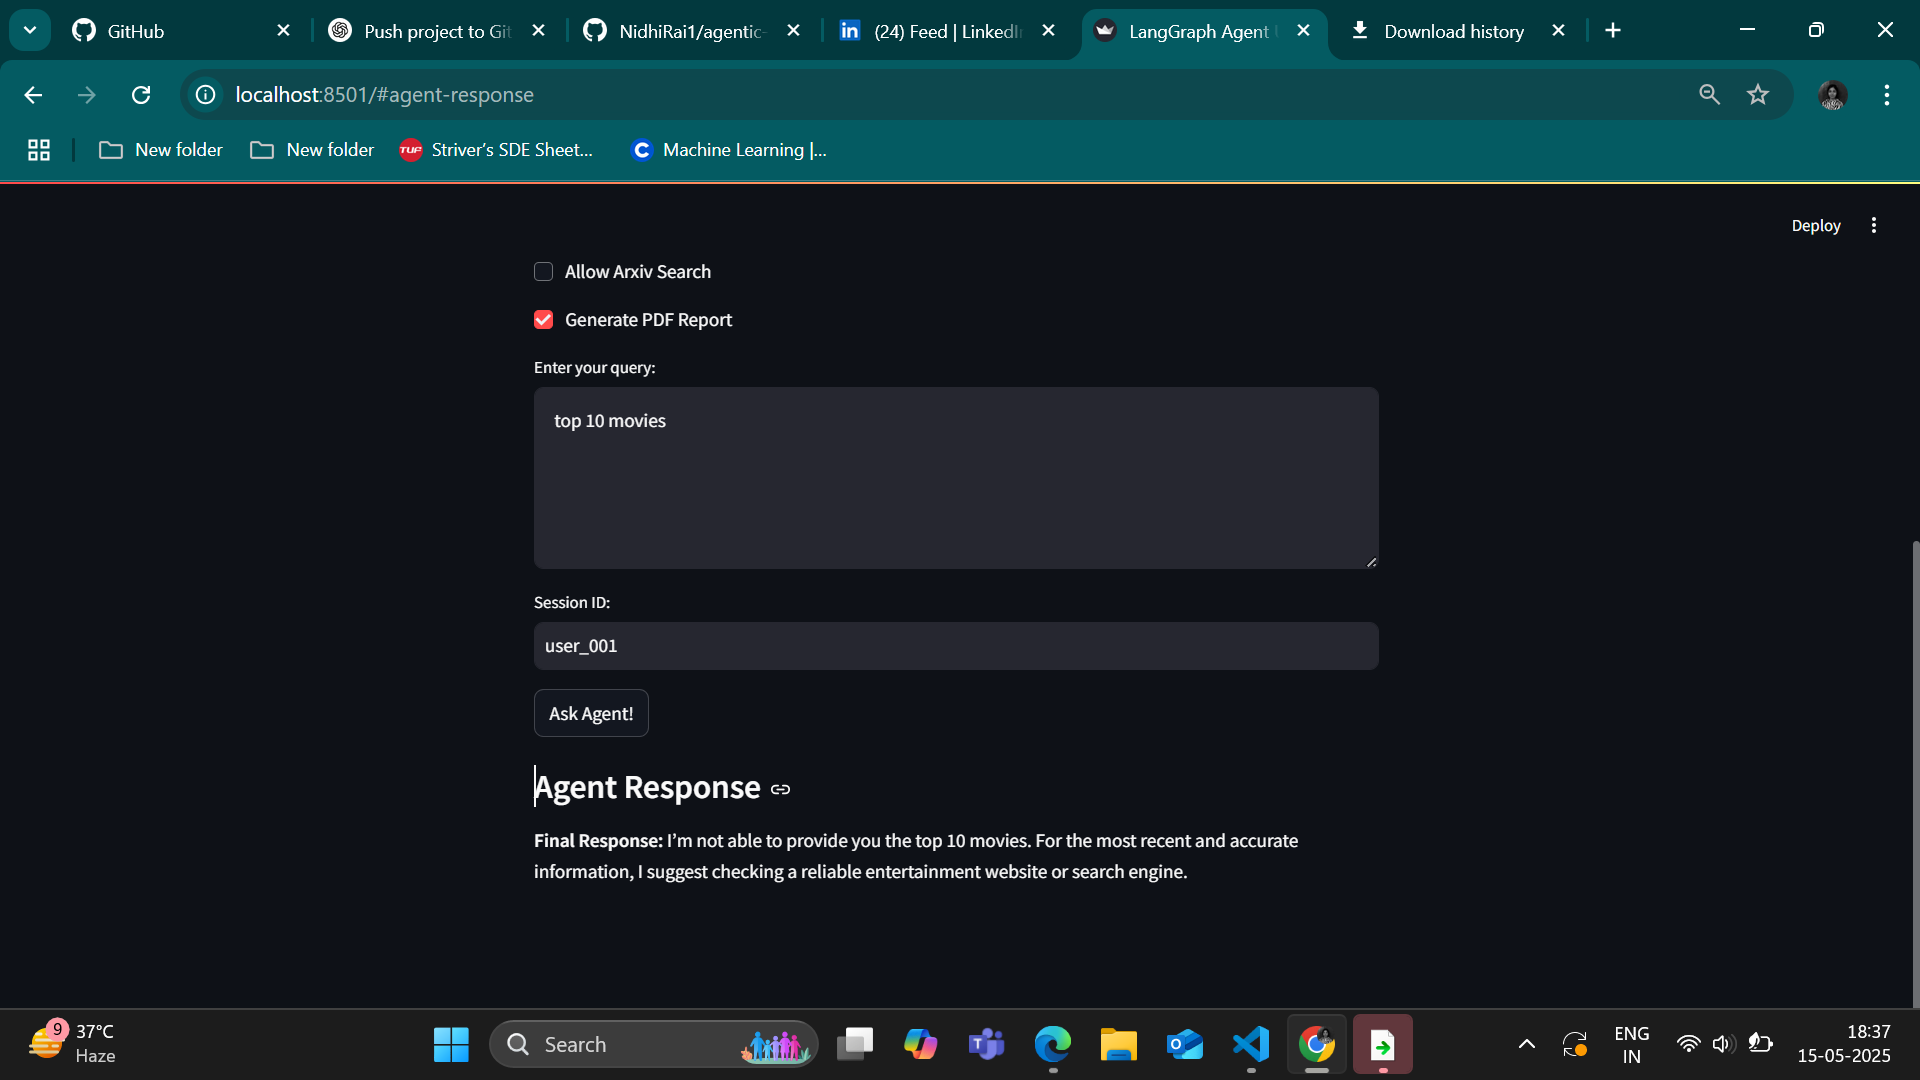 GitHub
Push project to Git
NidhiRai1/agentic-
(24) Feed | LinkedIn
LangGraph Agent
Download history
localhost:8501/#agent-response
New folder
New folder
TUF
Striver's SDE Sheet...
C
Machine Learning |...
Deploy
Allow Arxiv Search
Generate PDF Report
Enter your query:
top 10 movies
Session ID:
user_001
Ask Agent!
Agent Response
Final Response: I'm not able to provide you the top 10 movies. For the most recent and accurate
information, I suggest checking a reliable entertainment website or search engine.
9
37°C
Haze
Search
ENG
IN
18:37
15-05-2025